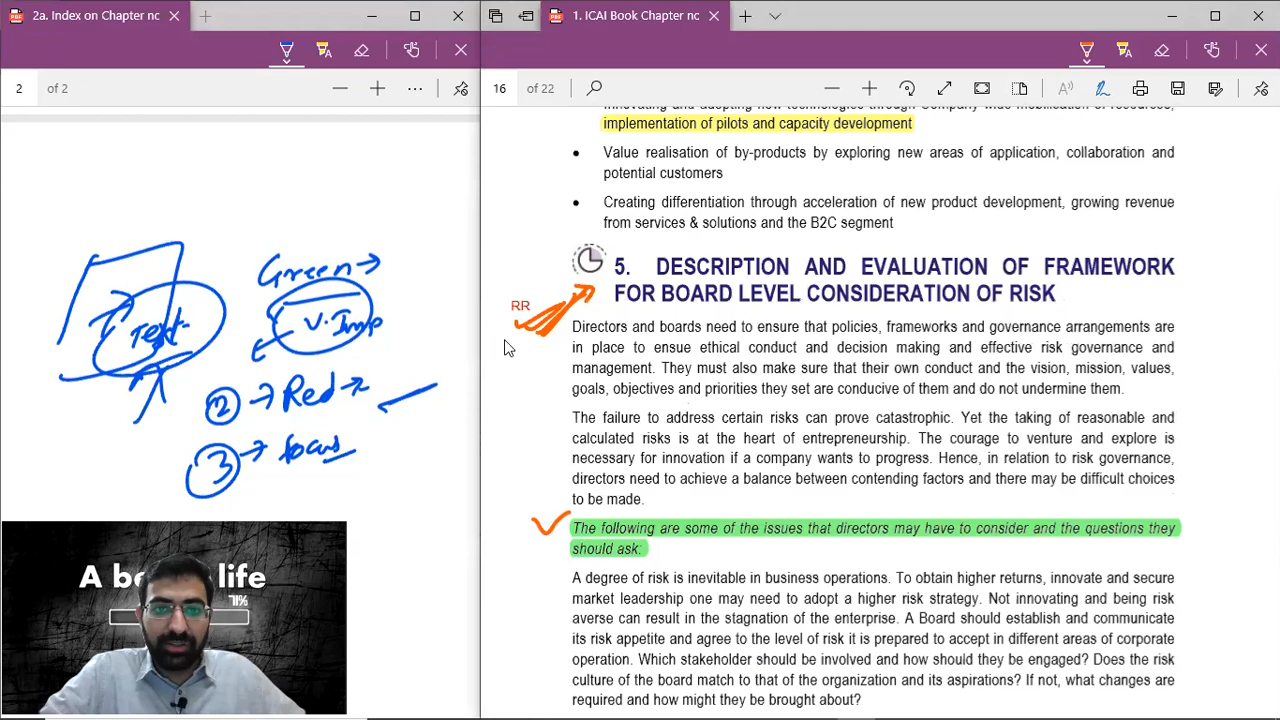 2a. Index on Chapter nc
1. ICAI Book Chapter nc
2 of 2
16 of 22
Green →
V. Imp
Text
② → Red →
③ → focus
A be life
71%
Innovating and adopting new technologies through Company-wide mobilisation of resources,
implementation of pilots and capacity development
• Value realisation of by-products by exploring new areas of application, collaboration and
potential customers
• Creating differentiation through acceleration of new product development, growing revenue
from services & solutions and the B2C segment
5. DESCRIPTION AND EVALUATION OF FRAMEWORK
FOR BOARD LEVEL CONSIDERATION OF RISK
RR
Directors and boards need to ensure that policies, frameworks and governance arrangements are
in place to ensue ethical conduct and decision making and effective risk governance and
management. They must also make sure that their own conduct and the vision, mission, values,
goals, objectives and priorities they set are conducive of them and do not undermine them.
The failure to address certain risks can prove catastrophic. Yet the taking of reasonable and
calculated risks is at the heart of entrepreneurship. The courage to venture and explore is
necessary for innovation if a company wants to progress. Hence, in relation to risk governance,
directors need to achieve a balance between contending factors and there may be difficult choices
to be made.
The following are some of the issues that directors may have to consider and the questions they
should ask:
A degree of risk is inevitable in business operations. To obtain higher returns, innovate and secure
market leadership one may need to adopt a higher risk strategy. Not innovating and being risk
averse can result in the stagnation of the enterprise. A Board should establish and communicate
its risk appetite and agree to the level of risk it is prepared to accept in different areas of corporate
operation. Which stakeholder should be involved and how should they be engaged? Does the risk
culture of the board match to that of the organization and its aspirations? If not, what changes are
required and how might they be brought about?